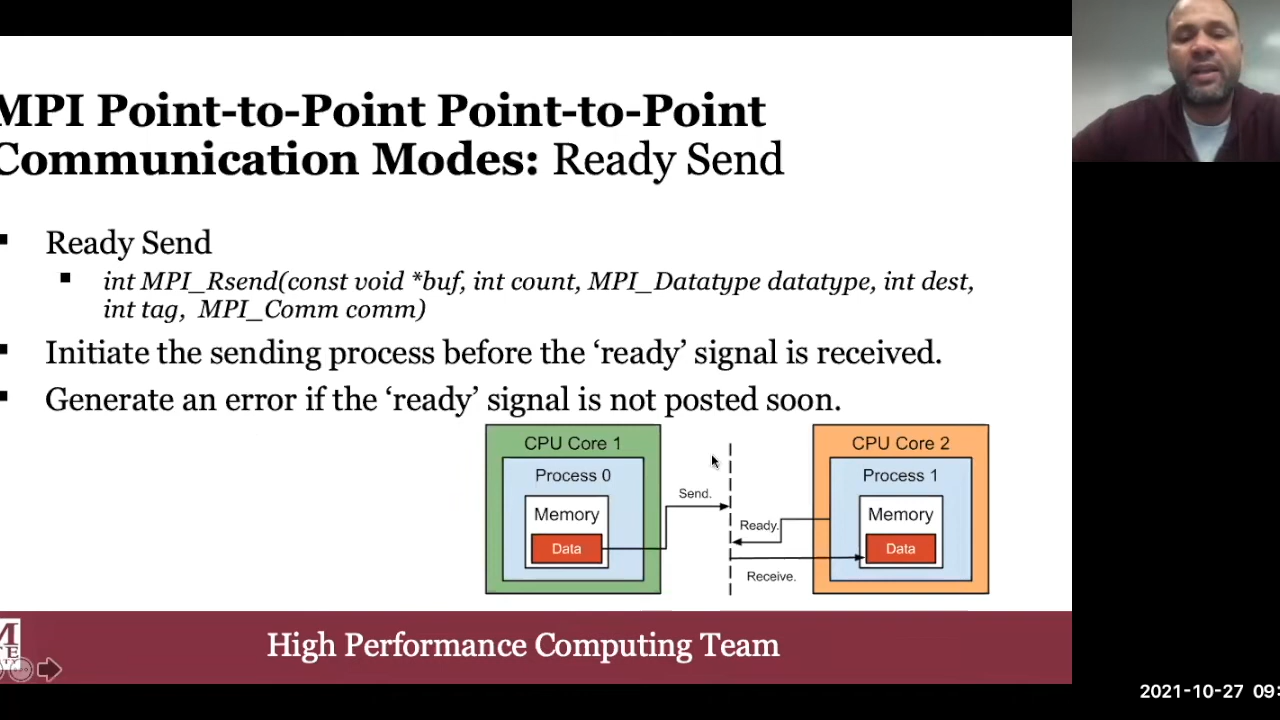 MPI Point-to-Point Point-to-Point
Communication Modes: Ready Send
Ready Send
int MPI_Rsend(const void *buf, int count, MPI_Datatype datatype, int dest,
int tag, MPI_Comm comm)
Initiate the sending process before the ‘ready’ signal is received.
Generate an error if the ‘ready’ signal is not posted soon.
CPU Core 1
Process 0
Memory
Data
Send.
Ready.
Receive.
CPU Core 2
Process 1
Memory
Data
High Performance Computing Team
2021-10-27 09: